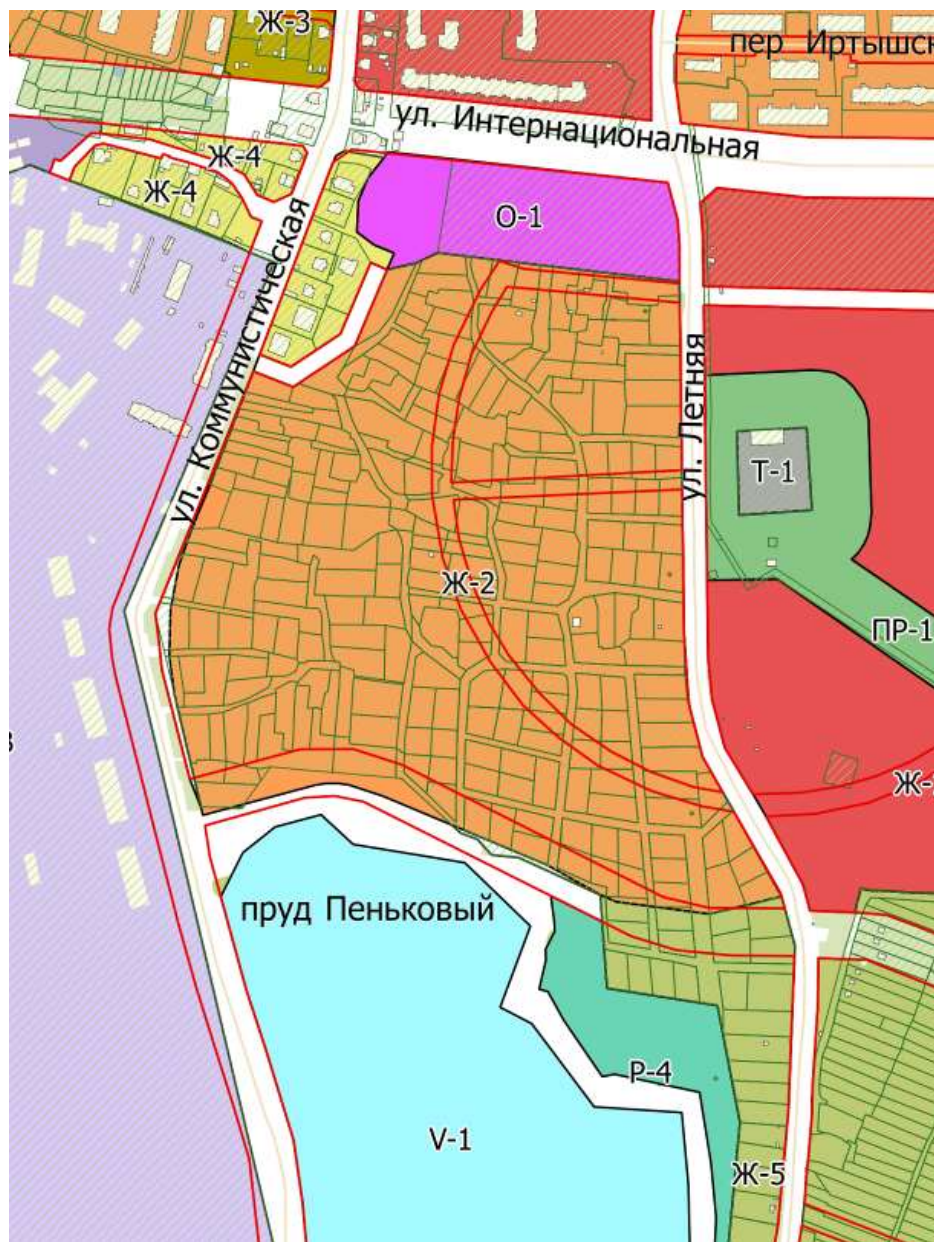 Ж-3
пер Иртышск
ул. Интернациональная
Ж-4
Ж-4
О-1
ул. Коммунистическая
ул. Летняя
Т-1
Ж-2
ПР-1
Ж-
пруд Пеньковый
Р-4
V-1
Ж-5